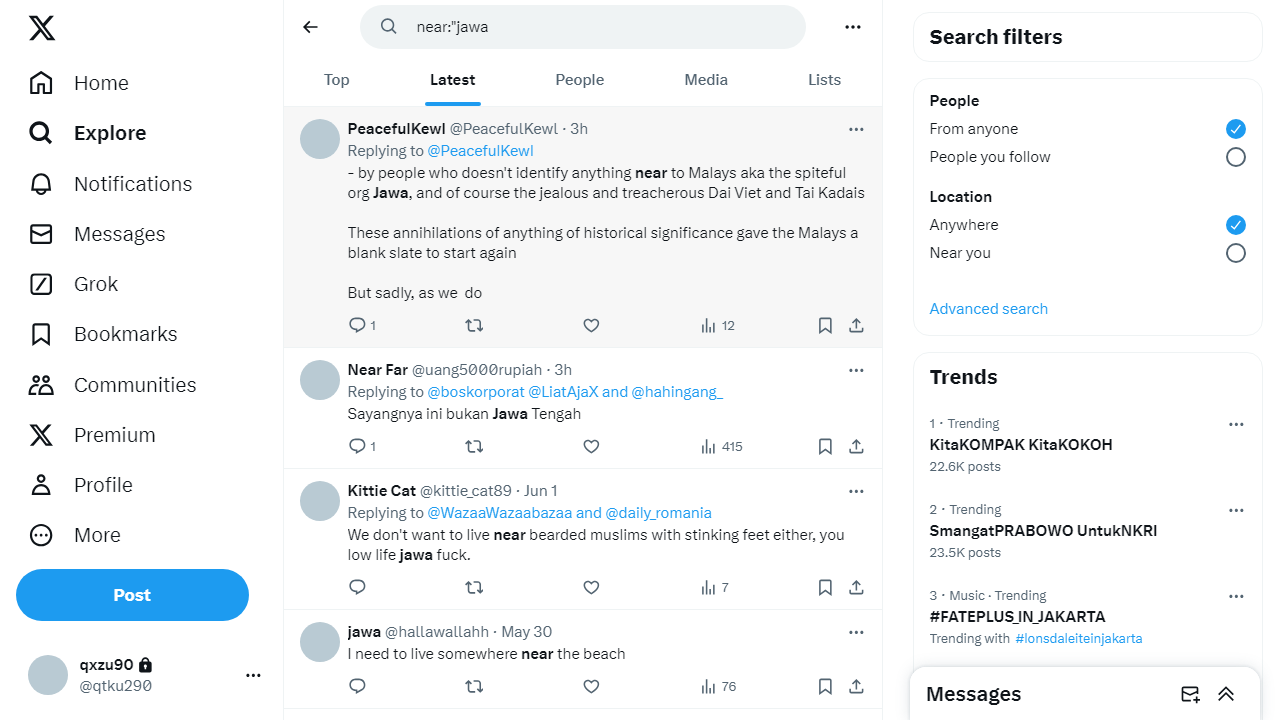 Home
Explore
Notifications
Messages
Grok
Bookmarks
Communities
Premium
Profile
More
Post
qxzu90
@qtku290
near:"jawa
Top
Latest
People
Media
Lists
PeacefulKewl @PeacefulKewl · 3h
Replying to @PeacefulKewl
- by people who doesn't identify anything near to Malays aka the spiteful
org Jawa, and of course the jealous and treacherous Dai Viet and Tai Kadais
These annihilations of anything of historical significance gave the Malays a
blank slate to start again
But sadly, as we do
1
12
Near Far @uang5000rupiah · 3h
Replying to @boskorporat @LiatAjaX and @hahingang_
Sayangnya ini bukan Jawa Tengah
1
415
Kittie Cat @kittie_cat89 · Jun 1
Replying to @WazaaWazaabazaa and @daily_romania
We don't want to live near bearded muslims with stinking feet either, you
low life jawa fuck.
7
jawa @hallawallahh · May 30
I need to live somewhere near the beach
76
Search filters
People
From anyone
People you follow
Location
Anywhere
Near you
Advanced search
Trends
1 · Trending
KitaKOMPAK KitaKOKOH
22.6K posts
2 · Trending
SmangatPRABOWO UntukNKRI
23.5K posts
3 · Music · Trending
#FATEPLUS_IN_JAKARTA
Trending with #lonsdaleiteinjakarta
Messages